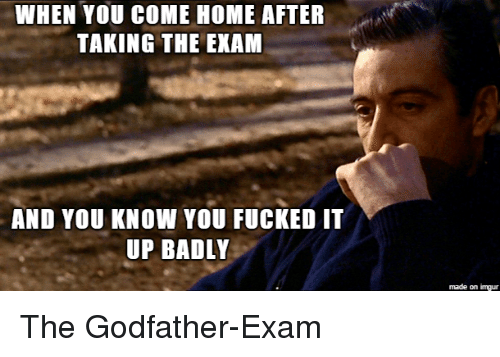 WHEN YOU COME HOME AFTER
TAKING THE EXAM
AND YOU KNOW YOU FUCKED IT
UP BADLY
made on imgur
The Godfather-Exam